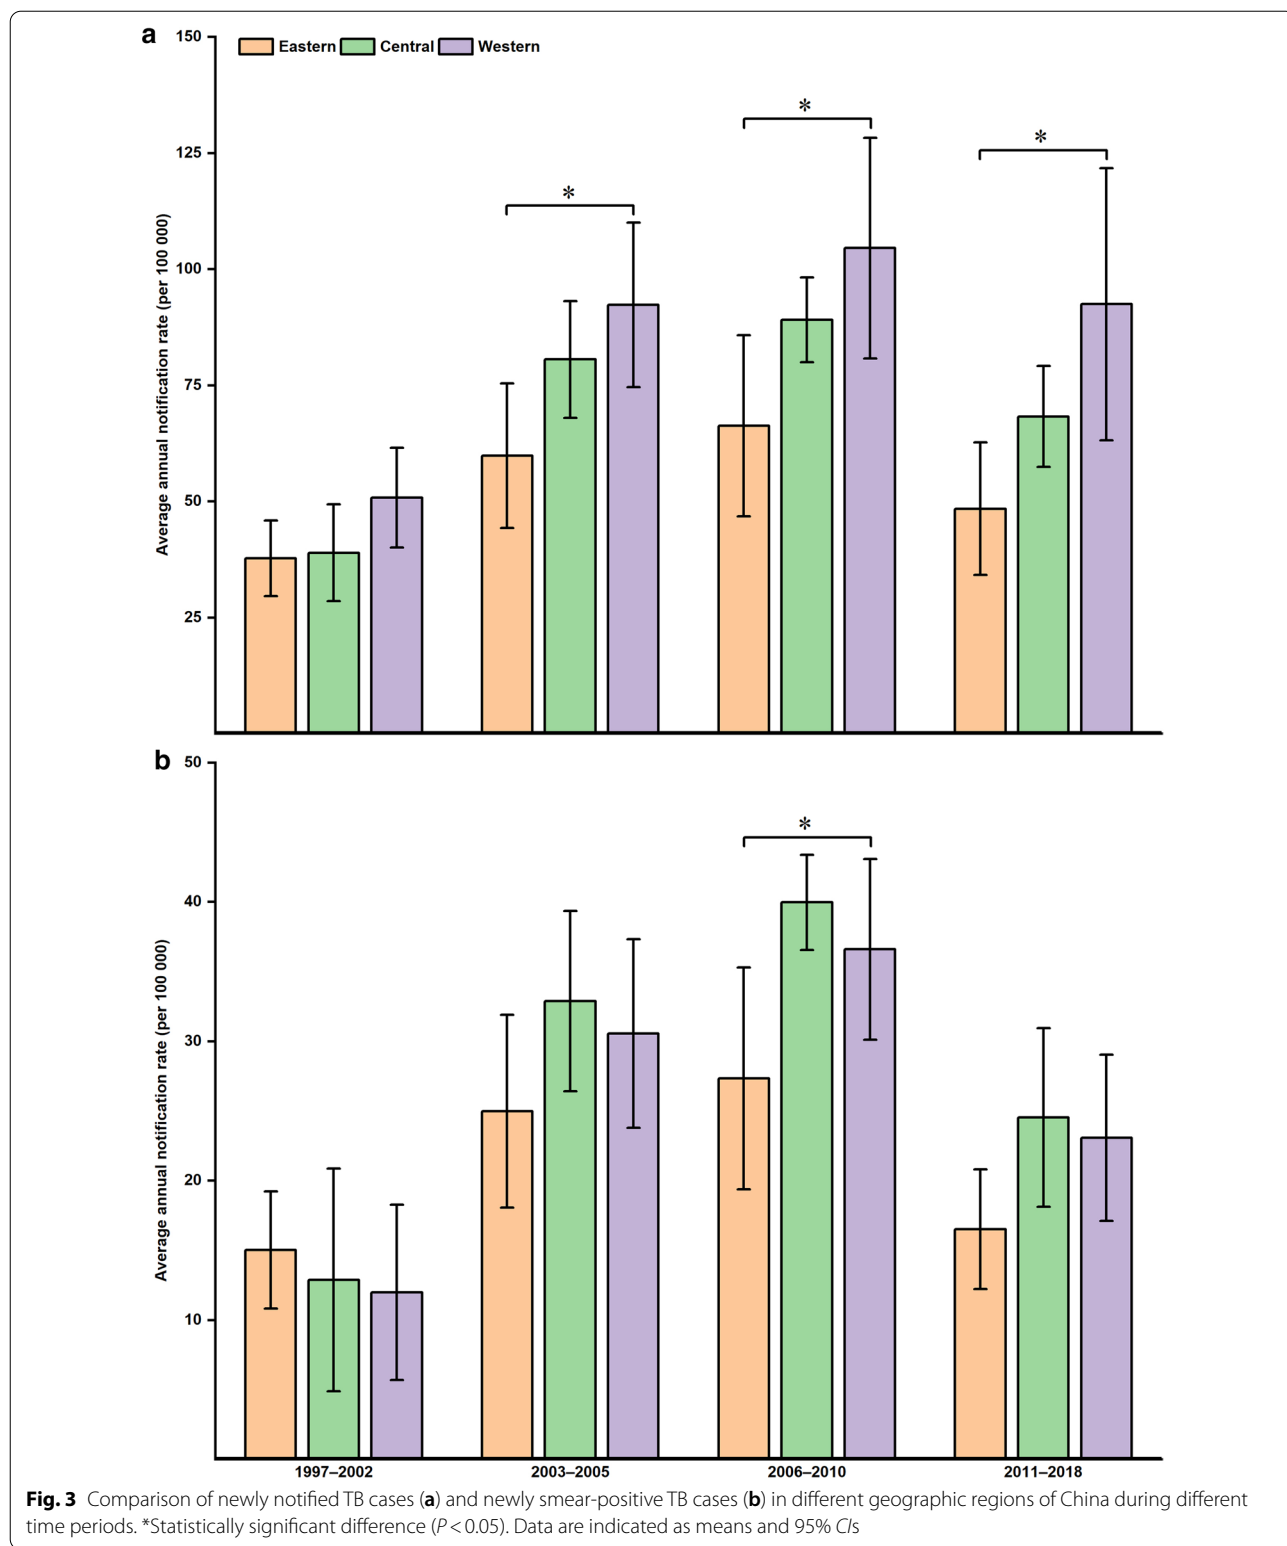 a
150
Eastern Central Western
*
*
*
125
100
75
50
25
Average annual notification rate (per 100 000)
b
50
*
40
30
20
10
Average annual notification rate (per 100 000)
1997–2002 2003–2005 2006–2010 2011–2018
Fig. 3 Comparison of newly notified TB cases (a) and newly smear-positive TB cases (b) in different geographic regions of China during different
time periods. *Statistically significant difference (P < 0.05). Data are indicated as means and 95% CIs